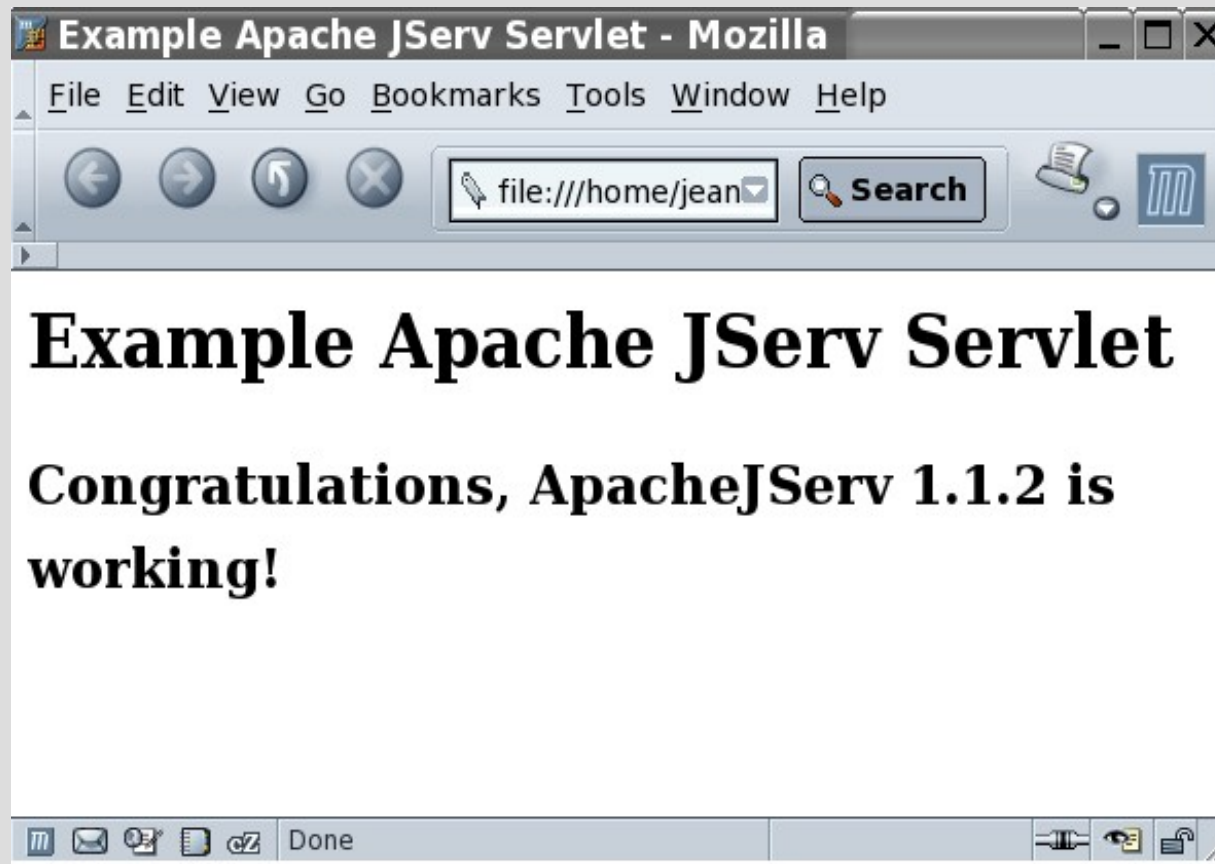 Example Apache JServ Servlet - Mozilla
File Edit View Go Bookmarks Tools Window Help
file:///home/jean Search
Example Apache JServ Servlet
Congratulations, ApacheJServ 1.1.2 is
working!
Done